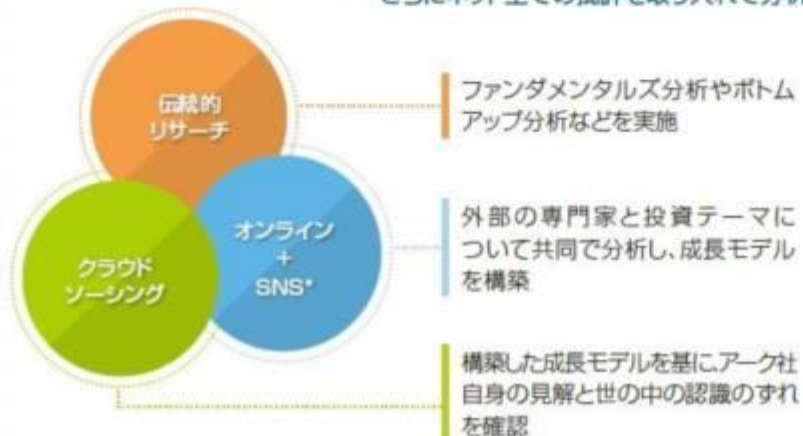 伝統的
リサーチ
ファンダメンタルズ分析やボトム
アップ分析などを実施
オンライン
+
SNS*
外部の専門家と投資テーマに
ついて共同で分析し、成長モデル
を構築
クラウド
ソーシング
構築した成長モデルを基に、アーク社
自身の見解と世の中の認識のずれ
を確認